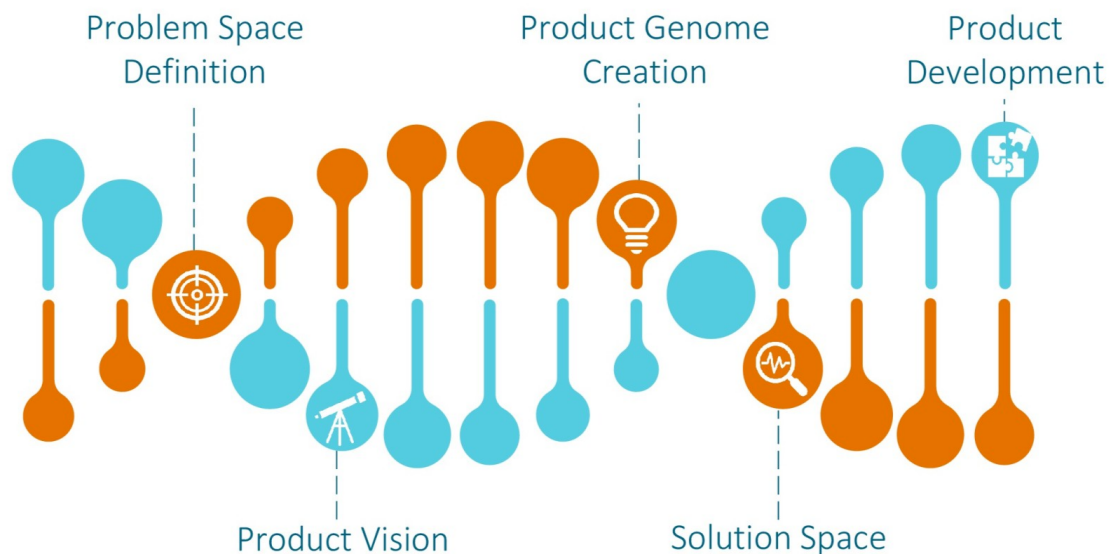 Problem Space
Definition
Product Genome
Creation
Product
Development
Product Vision
Solution Space